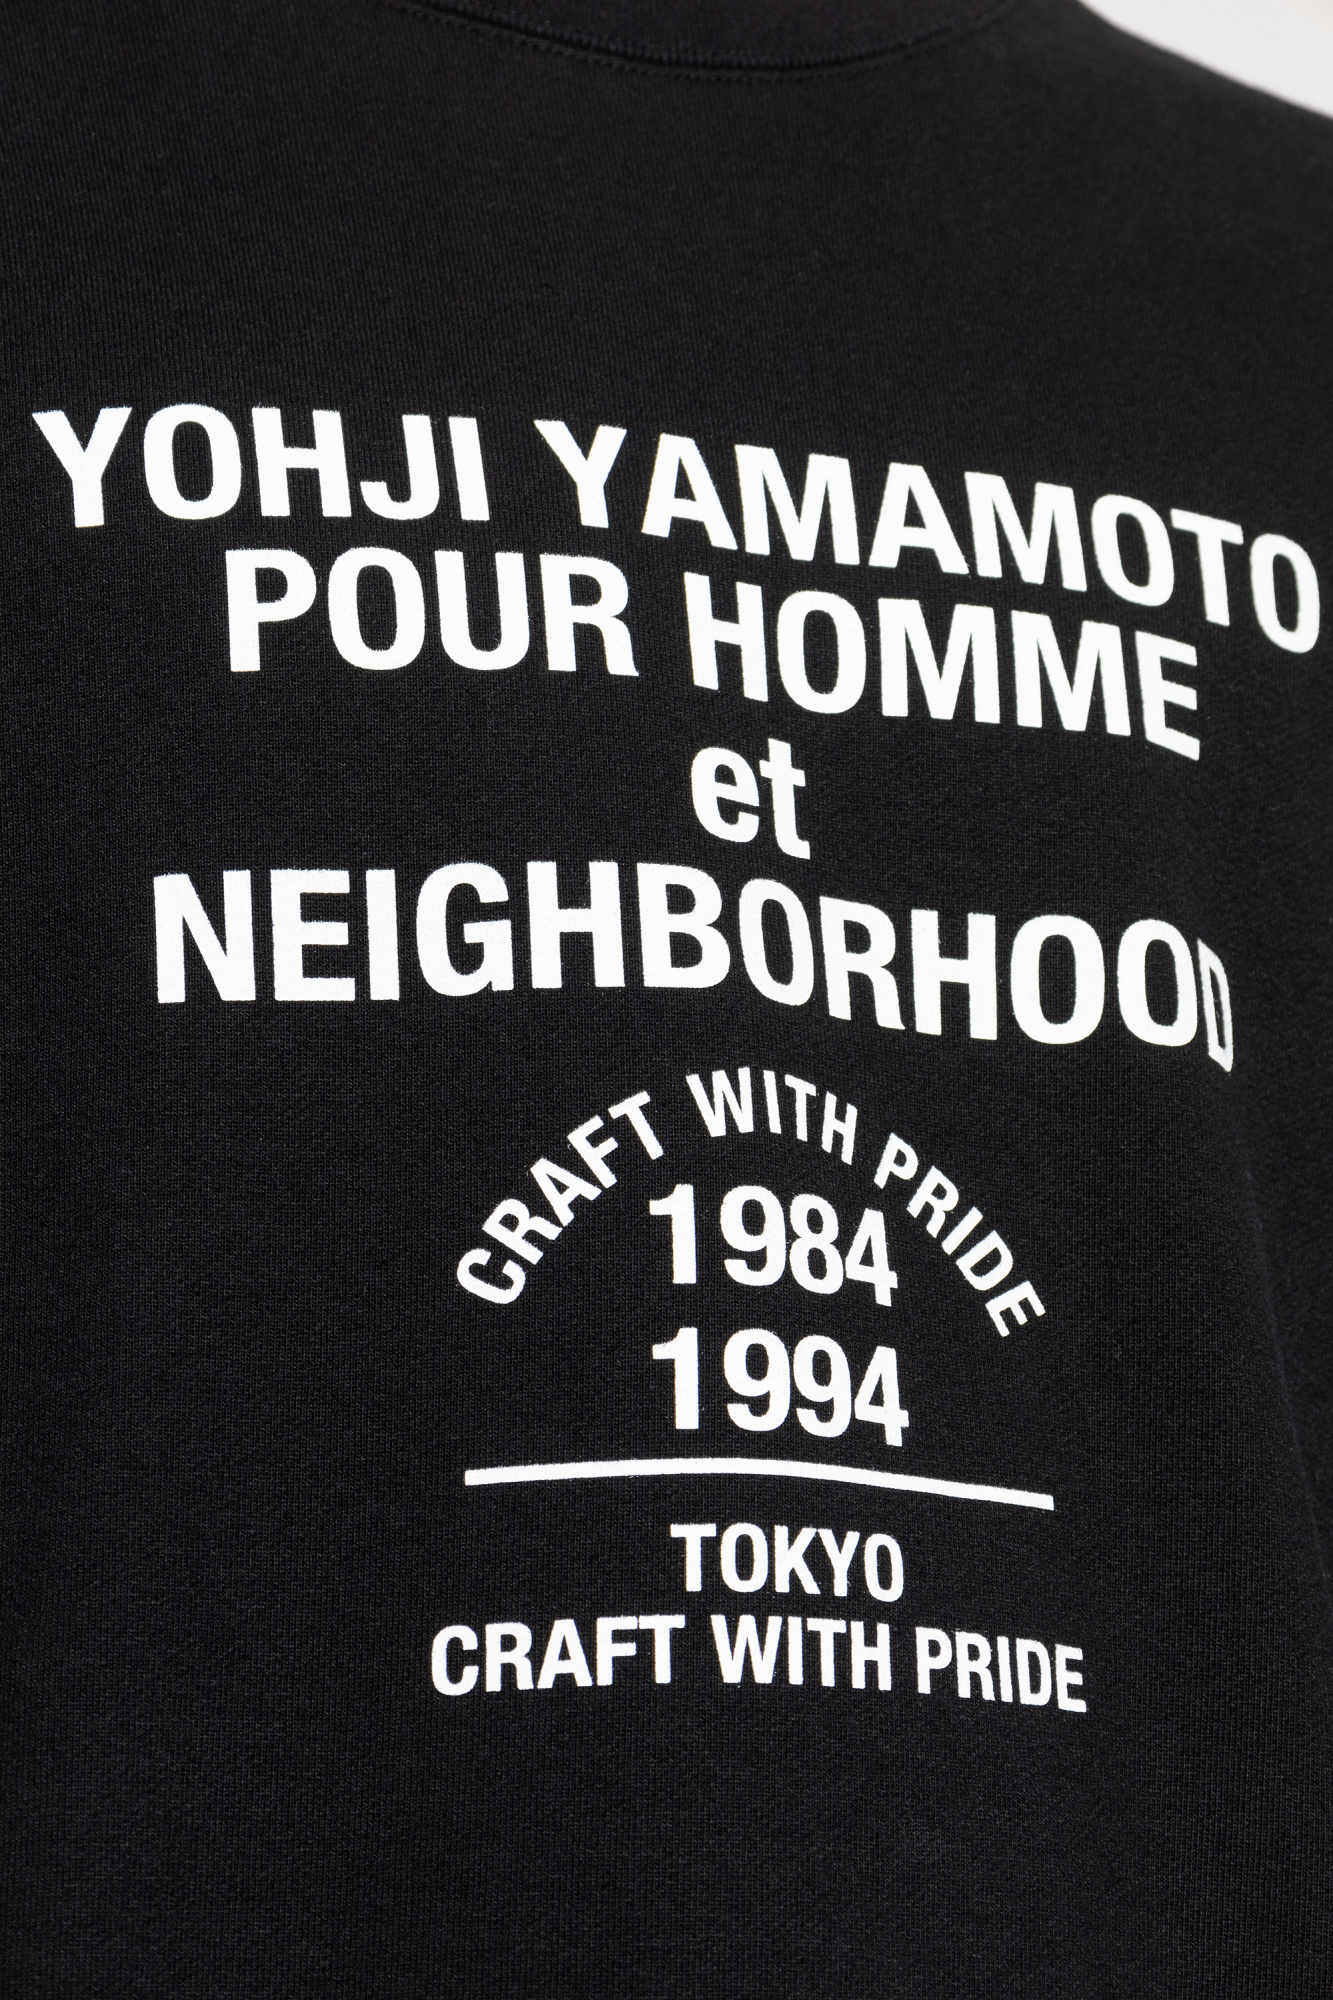 YOHJI YAMAMOTO
POUR HOMME
et
NEIGHBORHOOD
CRAFT WITH PRIDE
1984
1994
TOKYO
CRAFT WITH PRIDE